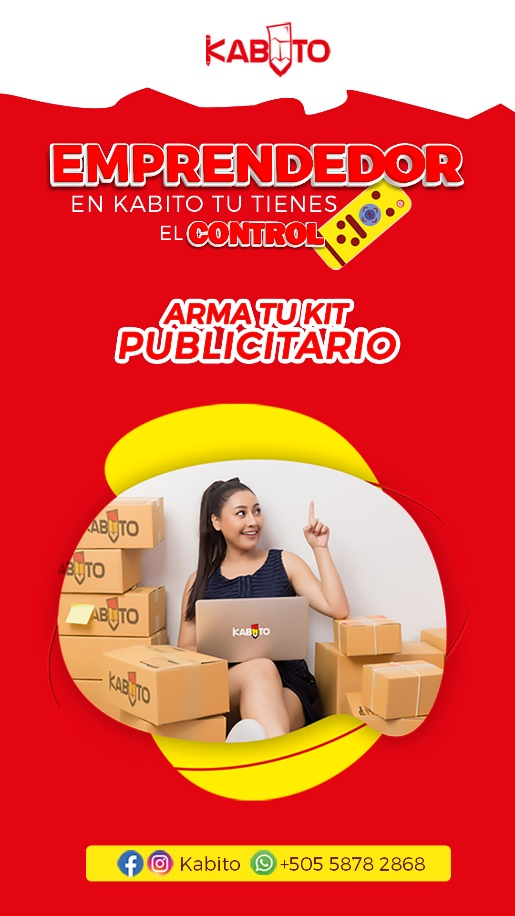 KABITO
EMPRENDEDOR
EN KABITO TU TIENES
EL CONTROL
ARMA TU KIT
PUBLICITARIO
KABITO
KABITO
KABITO
KABITO
KABITO
Kabito +505 5878 2868